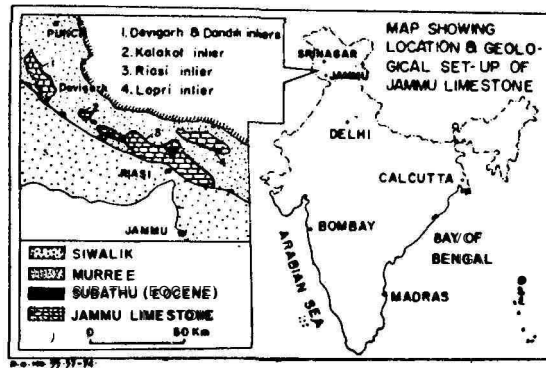 PUNCH
1. Devigarh & Dandli inliers
2. Kalakot inlier
3. Riasi inlier
4. Lopri inlier
Devigarh
RIASI
JAMMU
SIWALIK
MURREE
SUBATHU (EOCENE)
JAMMU LIMESTONE
0 50 Km
MAP SHOWING
LOCATION & GEOLO-
GICAL SET-UP OF
JAMMU LIMESTONE
SRINAGAR
JAMMU
DELHI
CALCUTTA
BOMBAY
BAY OF
BENGAL
ARABIAN SEA
MADRAS